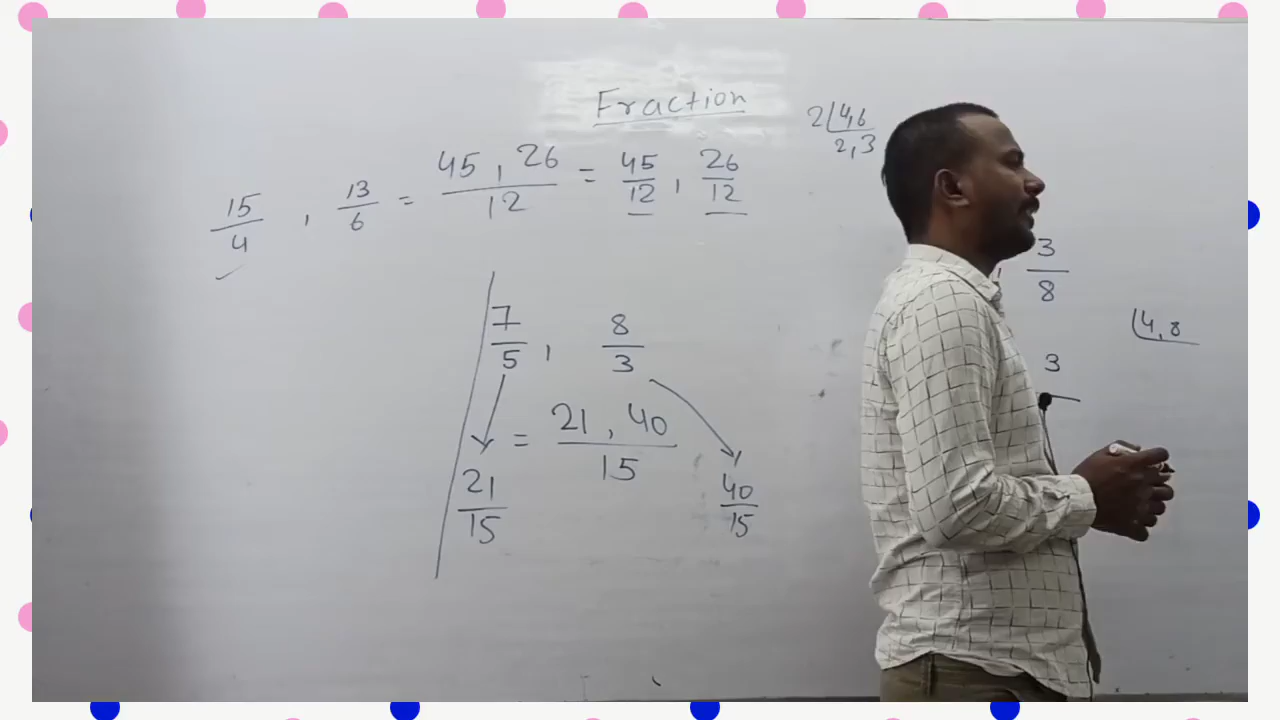 Fraction
2 | 4, 6
2, 3
15/4 , 13/6 = 45 , 26/12 = 45/12 , 26/12
, 3/8
4, 8
7/5 , 8/3
3
= 21 , 40/15
21/15
40/15